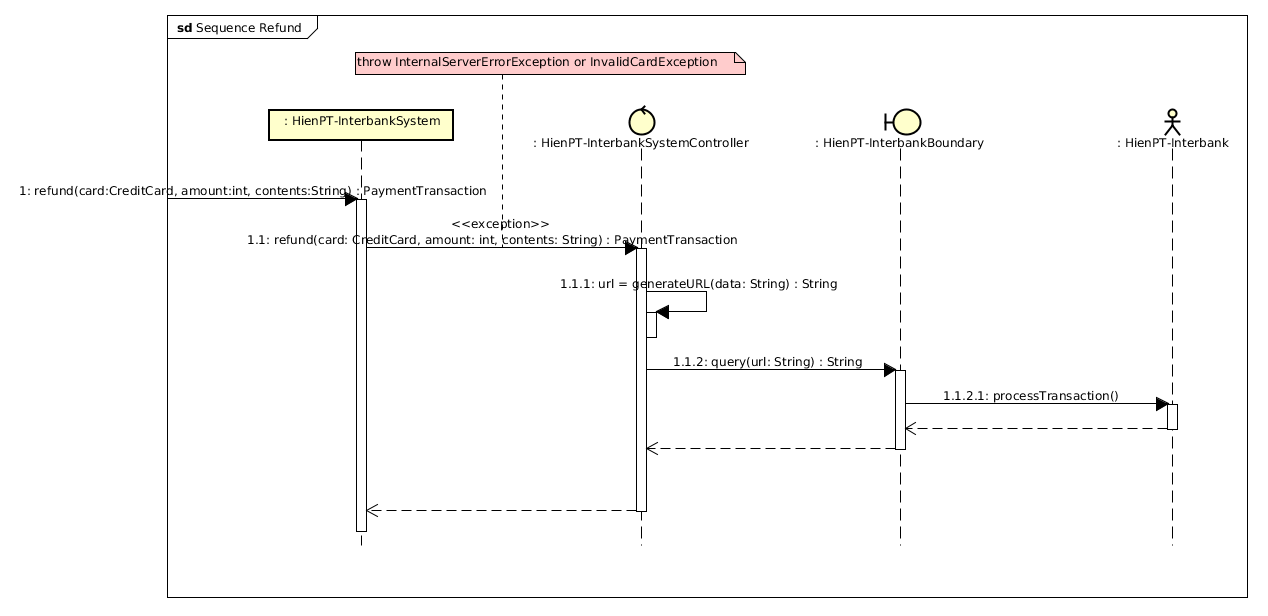 sd Sequence Refund
throw InternalServerErrorException or InvalidCardException
: HienPT-InterbankSystem
: HienPT-InterbankSystemController
: HienPT-InterbankBoundary
: HienPT-Interbank
1: refund(card:CreditCard, amount:int, contents:String) : PaymentTransaction
<<exception>>
1.1: refund(card: CreditCard, amount: int, contents: String) : PaymentTransaction
1.1.1: url = generateURL(data: String) : String
1.1.2: query(url: String) : String
1.1.2.1: processTransaction()